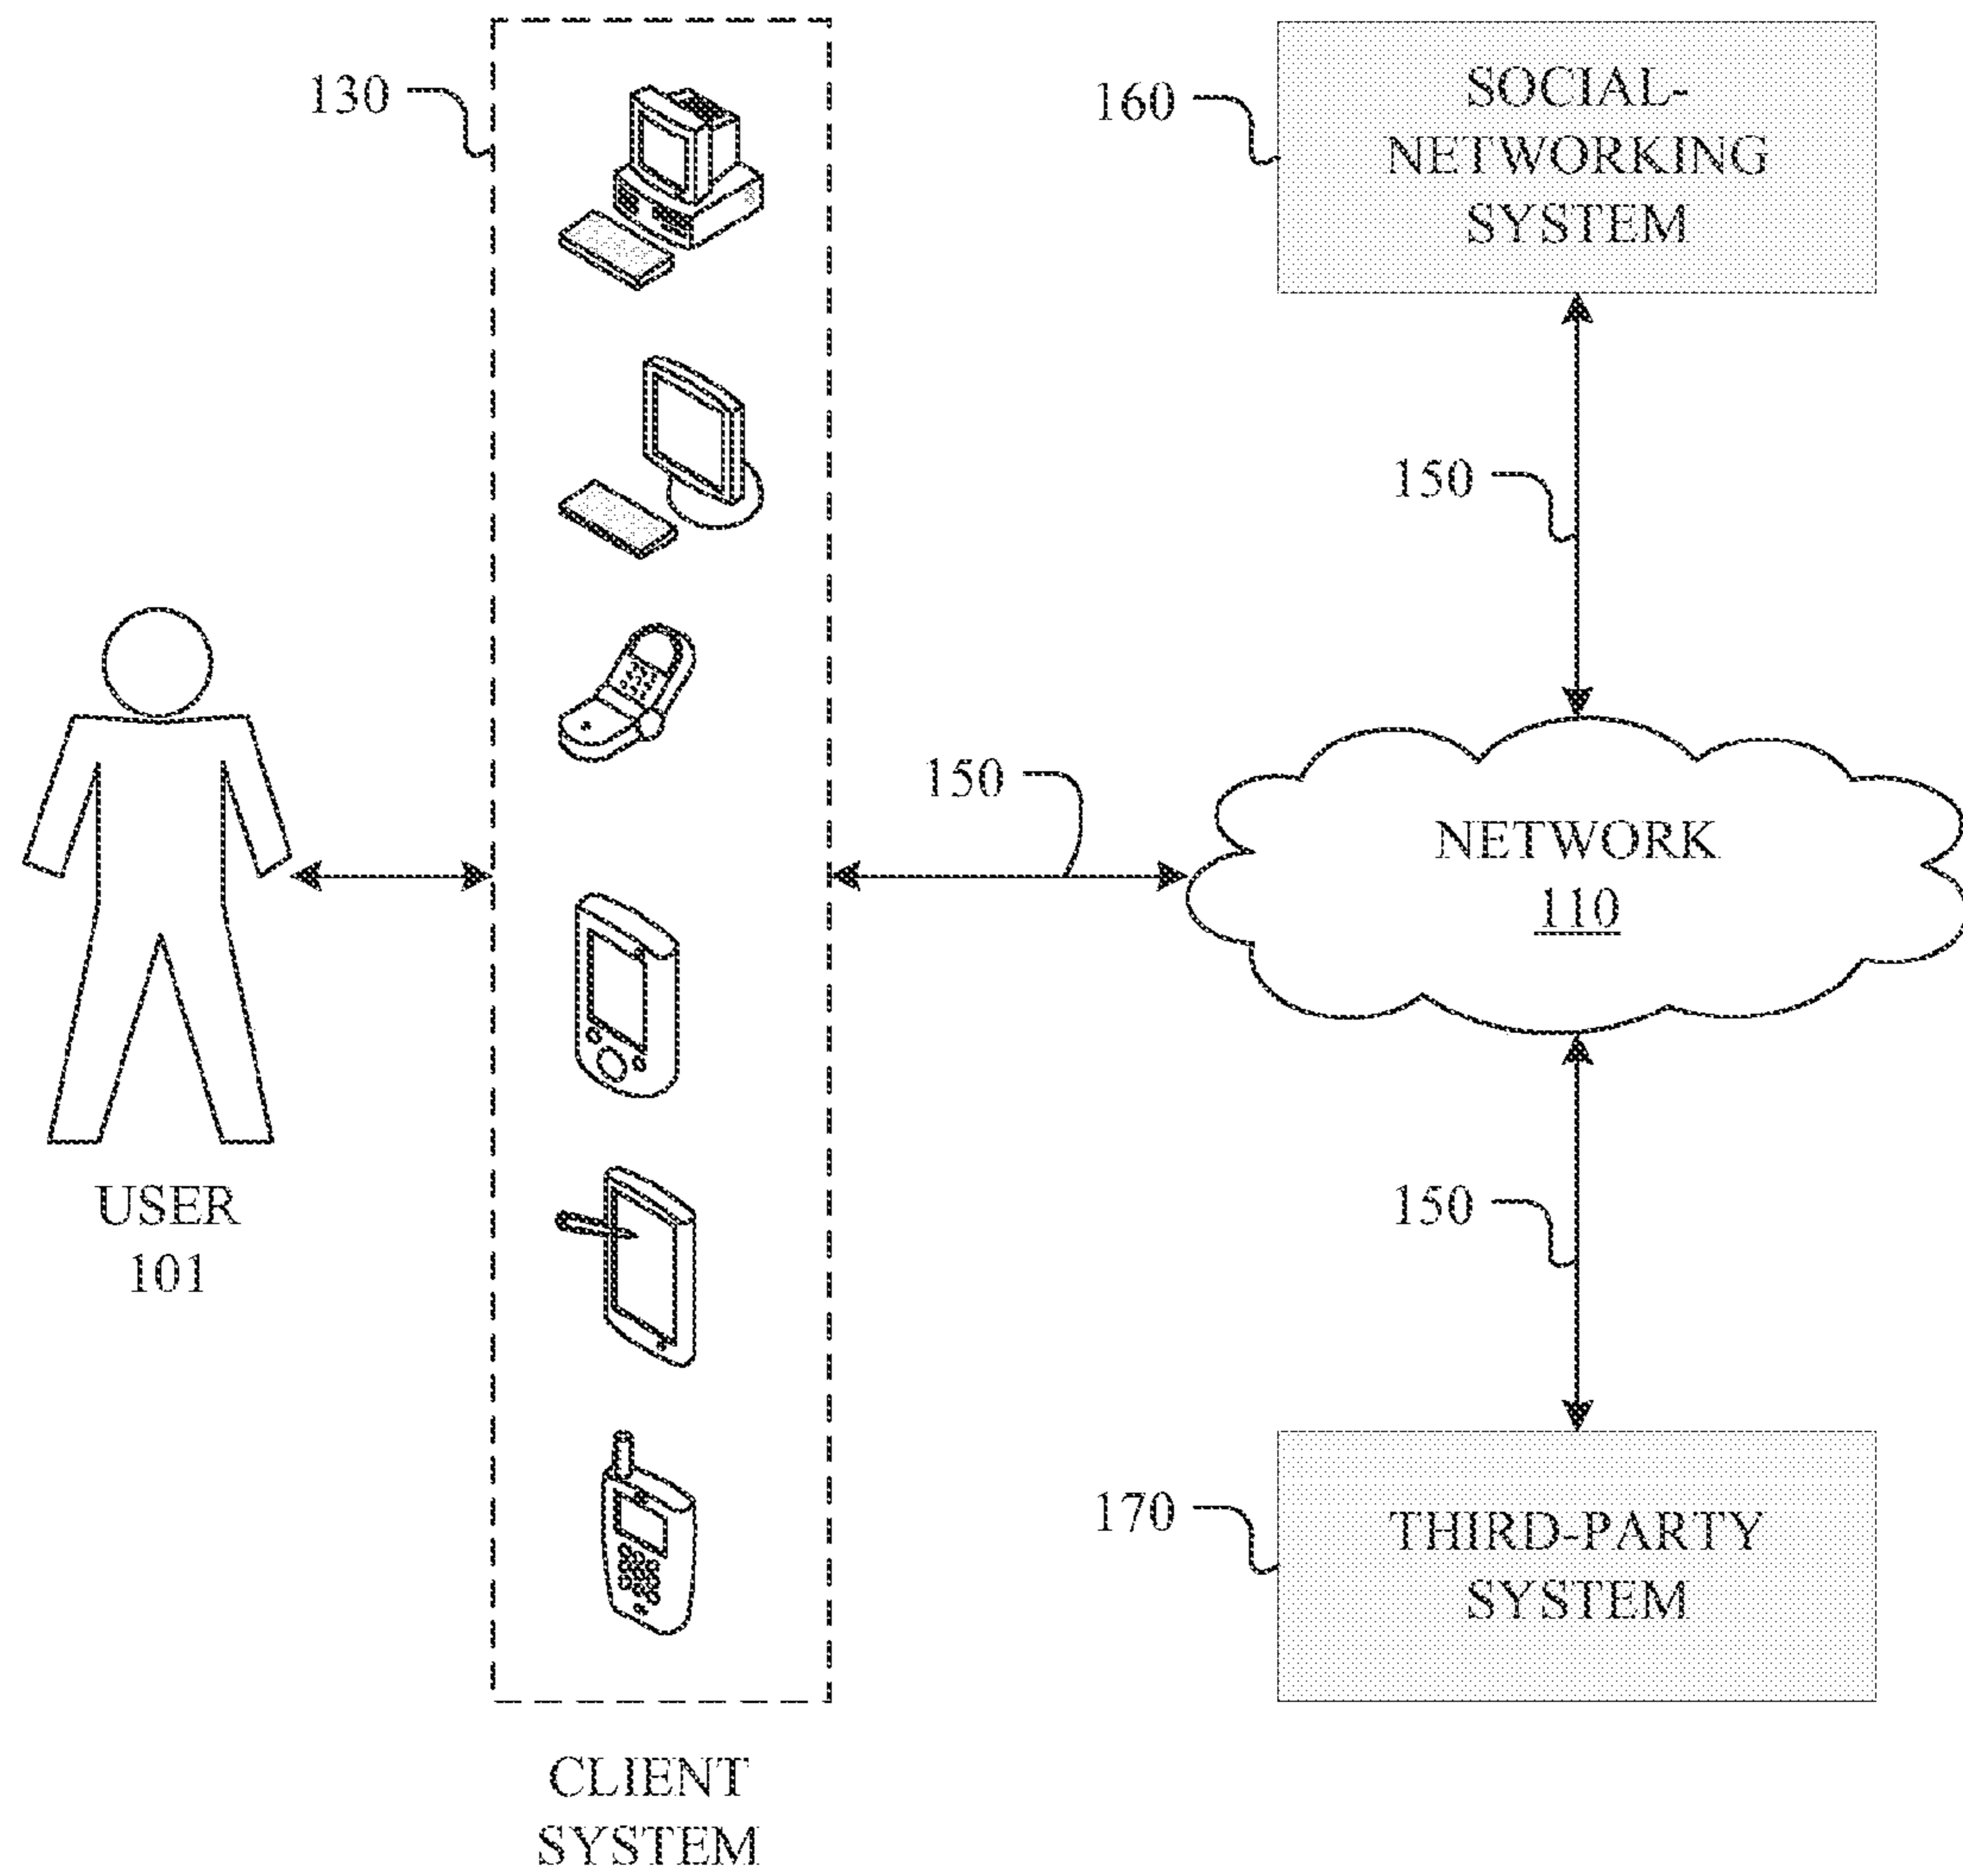 130
160
SOCIAL-
NETWORKING
SYSTEM
150
150
NETWORK
110
USER
101
150
170
THIRD-PARTY
SYSTEM
CLIENT
SYSTEM